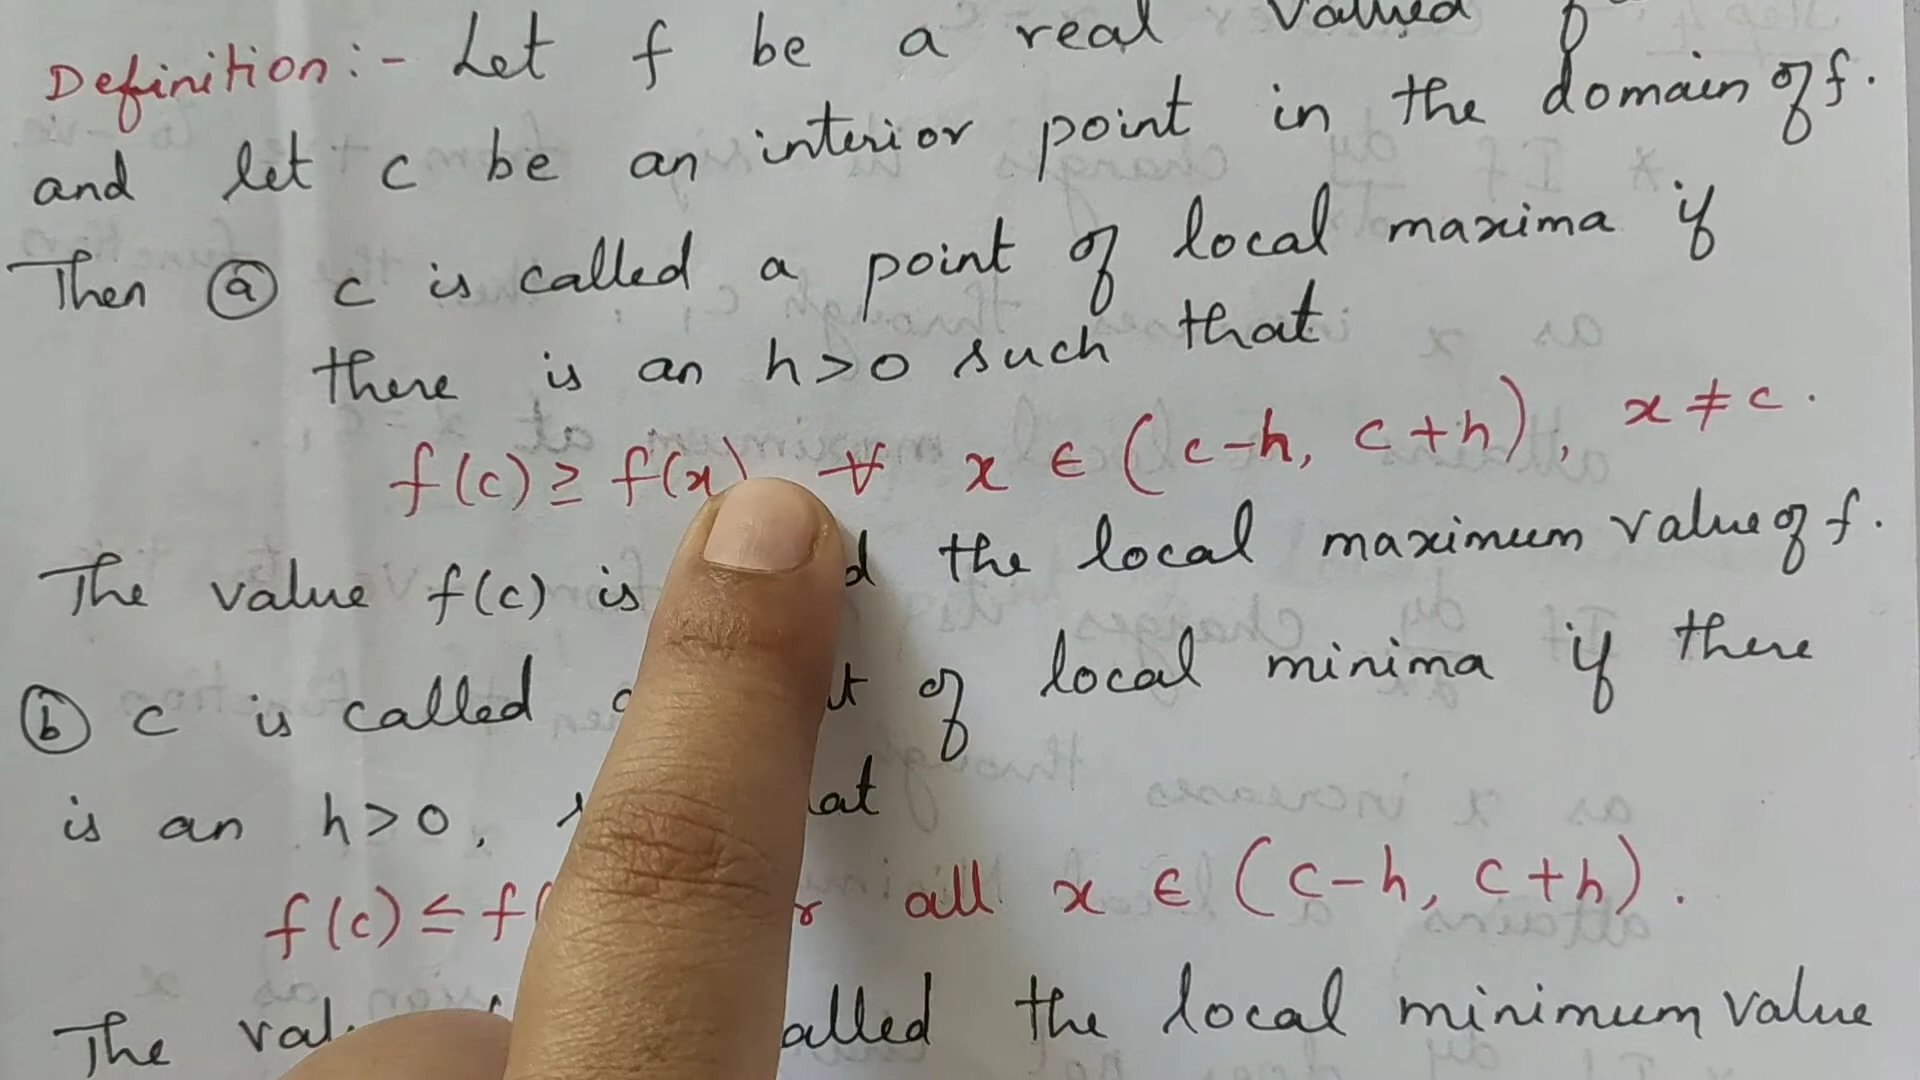 Definition :- Let f be a real valued
and let c be an interior point in the domain of f.
Then ⓐ c is called a point of local maxima if
there is an h>0 such that
f(c) ≥ f(x) ∀ x ∈ (c-h, c+h), x ≠ c.
The value f(c) is the local maximum value of f.
ⓑ c is called of local minima if there
is an h>0,
f(c) ≤ all x ∈ (c-h, c+h).
The the local minimum value